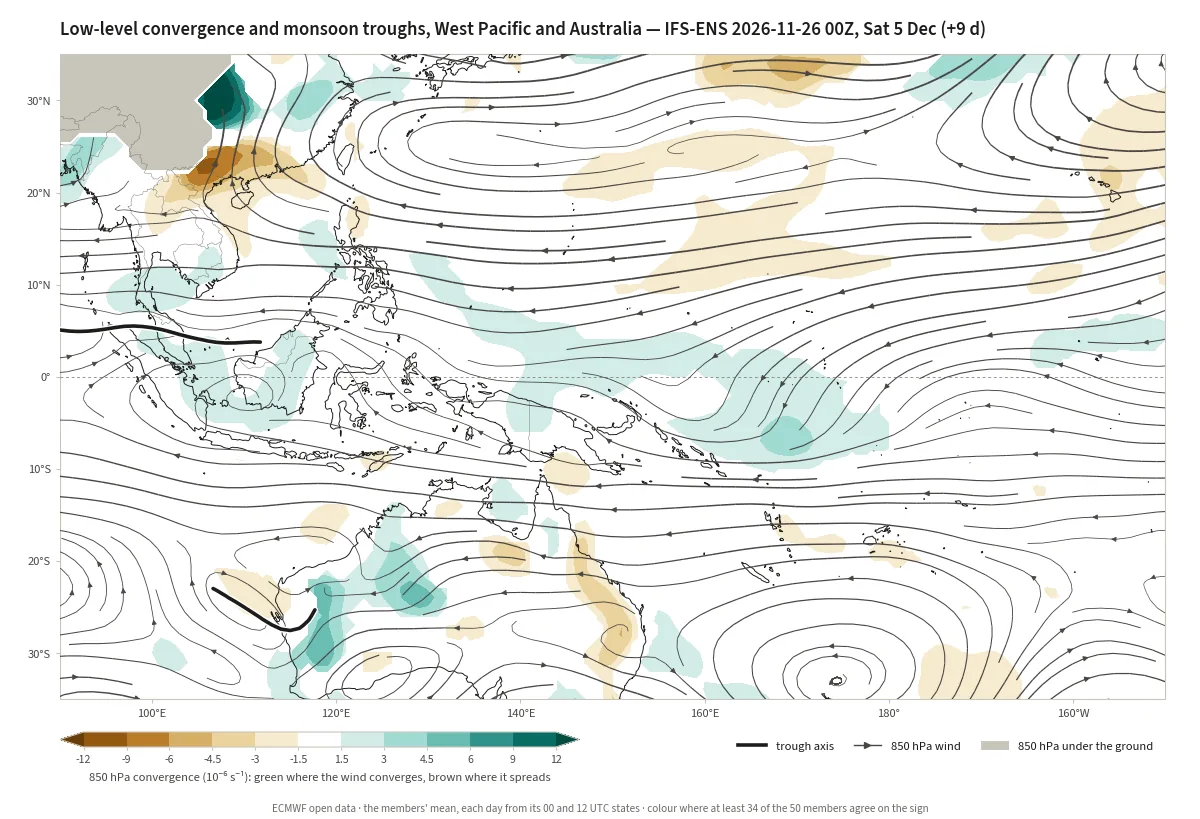 Low-level convergence and monsoon troughs, West Pacific and Australia — IFS-ENS 2026-11-26 00Z, Sat 5 Dec (+9 d)
30°N
20°N
10°N
0°
10°S
20°S
30°S
100°E 120°E 140°E 160°E 180° 160°W
-12 -9 -6 -4.5 -3 -1.5 1.5 3 4.5 6 9 12
850 hPa convergence (10⁻⁶ s⁻¹): green where the wind converges, brown where it spreads
trough axis 850 hPa wind 850 hPa under the ground
ECMWF open data · the members' mean, each day from its 00 and 12 UTC states · colour where at least 34 of the 50 members agree on the sign